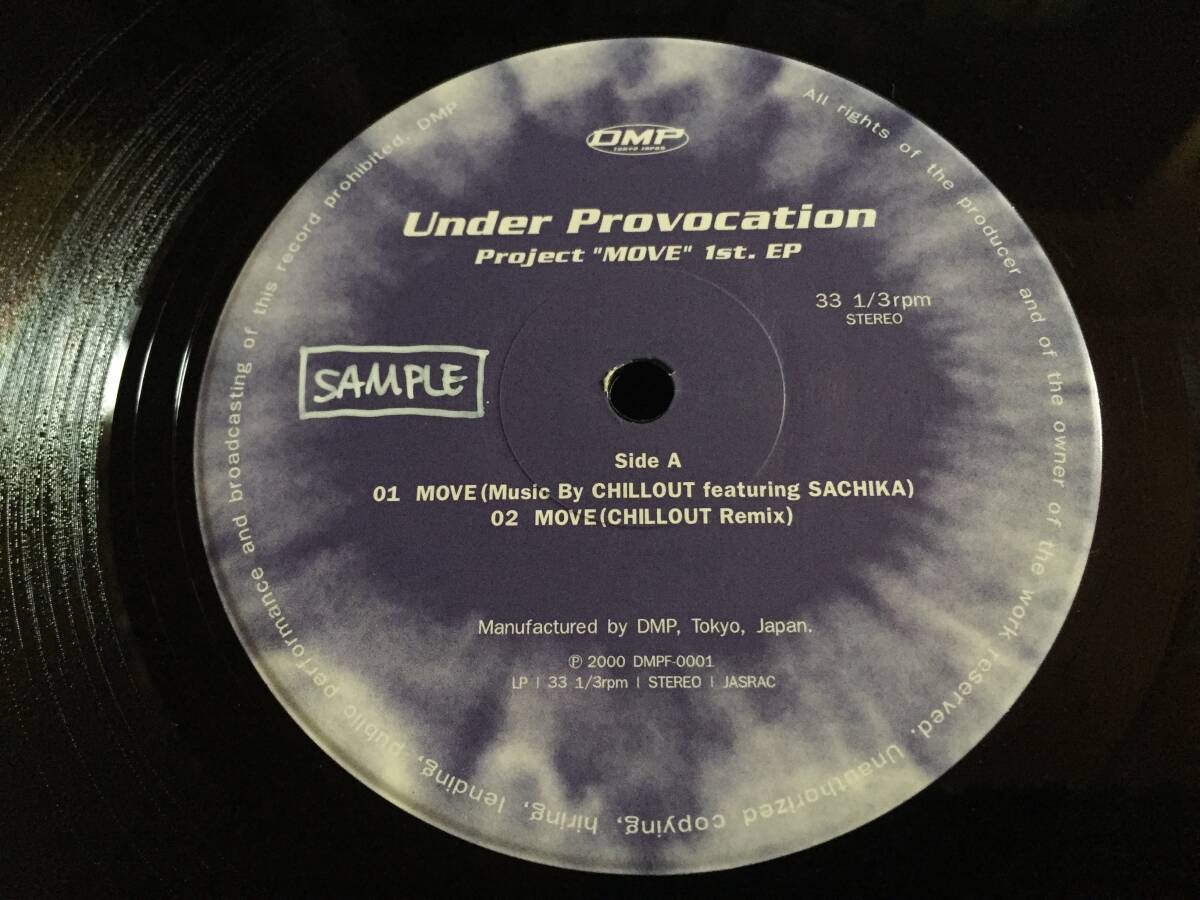 DMP
TOKYO JAPAN
Under Provocation
Project "MOVE" 1st. EP
33 1/3rpm
STEREO
SAMPLE
Side A
01 MOVE(Music By CHILLOUT featuring SACHIKA)
02 MOVE(CHILLOUT Remix)
Manufactured by DMP, Tokyo, Japan.
℗ 2000 DMPF-0001
LP | 33 1/3rpm | STEREO | JASRAC
All rights of the producer and of the owner of the work reserved. Unauthorized copying, hiring, lending, public performance and broadcasting of this record prohibited. DMP